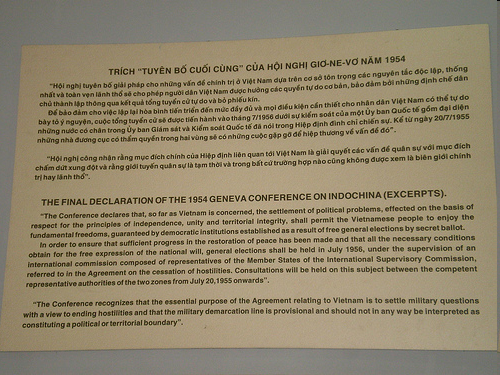 TRÍCH "TUYÊN BỐ CUỐI CÙNG" CỦA HỘI NGHỊ GIƠ-NE-VƠ NĂM 1954
"Hội nghị tuyên bố giải pháp cho những vấn đề chính trị ở Việt Nam dựa trên cơ sở tôn trọng các nguyên tắc độc lập, thống
nhất và toàn vẹn lãnh thổ sẽ cho phép người dân Việt Nam được hưởng các quyền tự do cơ bản, bảo đảm bởi những định chế dân
chủ thành lập thông qua kết quả tổng tuyển cử tự do và bỏ phiếu kín.
Để bảo đảm cho việc lập lại hòa bình tiến triển đến mức đầy đủ và mọi điều kiện cần thiết cho nhân dân Việt Nam có thể tự do
bày tỏ ý nguyện, cuộc tổng tuyển cử sẽ được tiến hành vào tháng 7/1956 dưới sự kiểm soát của một Ủy ban Quốc tế gồm đại diện
những nước có chân trong Ủy ban Giám sát và Kiểm soát Quốc tế đã nói trong Hiệp định đình chỉ chiến sự. Kể từ ngày 20/7/1955
những nhà đương cục có thẩm quyền trong hai vùng sẽ có những cuộc gặp gỡ để hiệp thương về vấn đề đó".
"Hội nghị công nhận rằng mục đích chính của Hiệp định liên quan tới Việt Nam là giải quyết các vấn đề quân sự với mục đích
chấm dứt xung đột và rằng giới tuyến quân sự là tạm thời và trong bất cứ trường hợp nào cũng không được xem là biên giới chính
trị hay lãnh thổ".
THE FINAL DECLARATION OF THE 1954 GENEVA CONFERENCE ON INDOCHINA (EXCERPTS).
"The Conference declares that, so far as Vietnam is concerned, the settlement of political problems, effected on the basis of
respect for the principles of independence, unity and territorial integrity, shall permit the Vietnamese people to enjoy the
fundamental freedoms, guaranteed by democratic institutions established as a result of free general elections by secret ballot.
In order to ensure that sufficient progress in the restoration of peace has been made and that all the necessary conditions
obtain for the free expression of the national will, general elections shall be held in July 1956, under the supervision of an
international commission composed of representatives of the Member States of the International Supervisory Commission,
referred to in the Agreement on the cessation of hostilities. Consultations will be held on this subject between the competent
representative authorities of the two zones from July 20,1955 onwards".
"The Conference recognizes that the essential purpose of the Agreement relating to Vietnam is to settle military questions
with a view to ending hostilities and that the military demarcation line is provisional and should not in any way be interpreted as
constituting a political or territorial boundary".